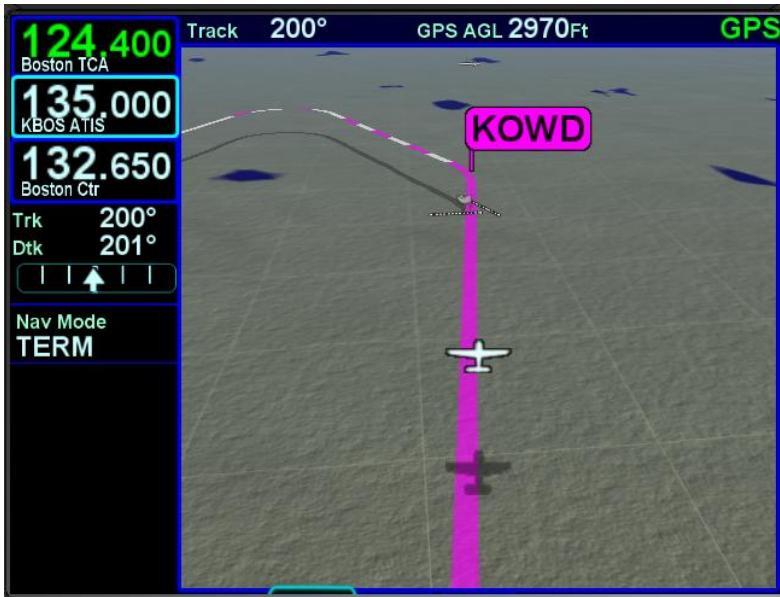 124.400
Boston TCA
135.000
KBOS ATIS
132.650
Boston Ctr
Trk 200°
Dtk 201°
Nav Mode
TERM
Track 200° GPS AGL 2970Ft GPS
KOWD